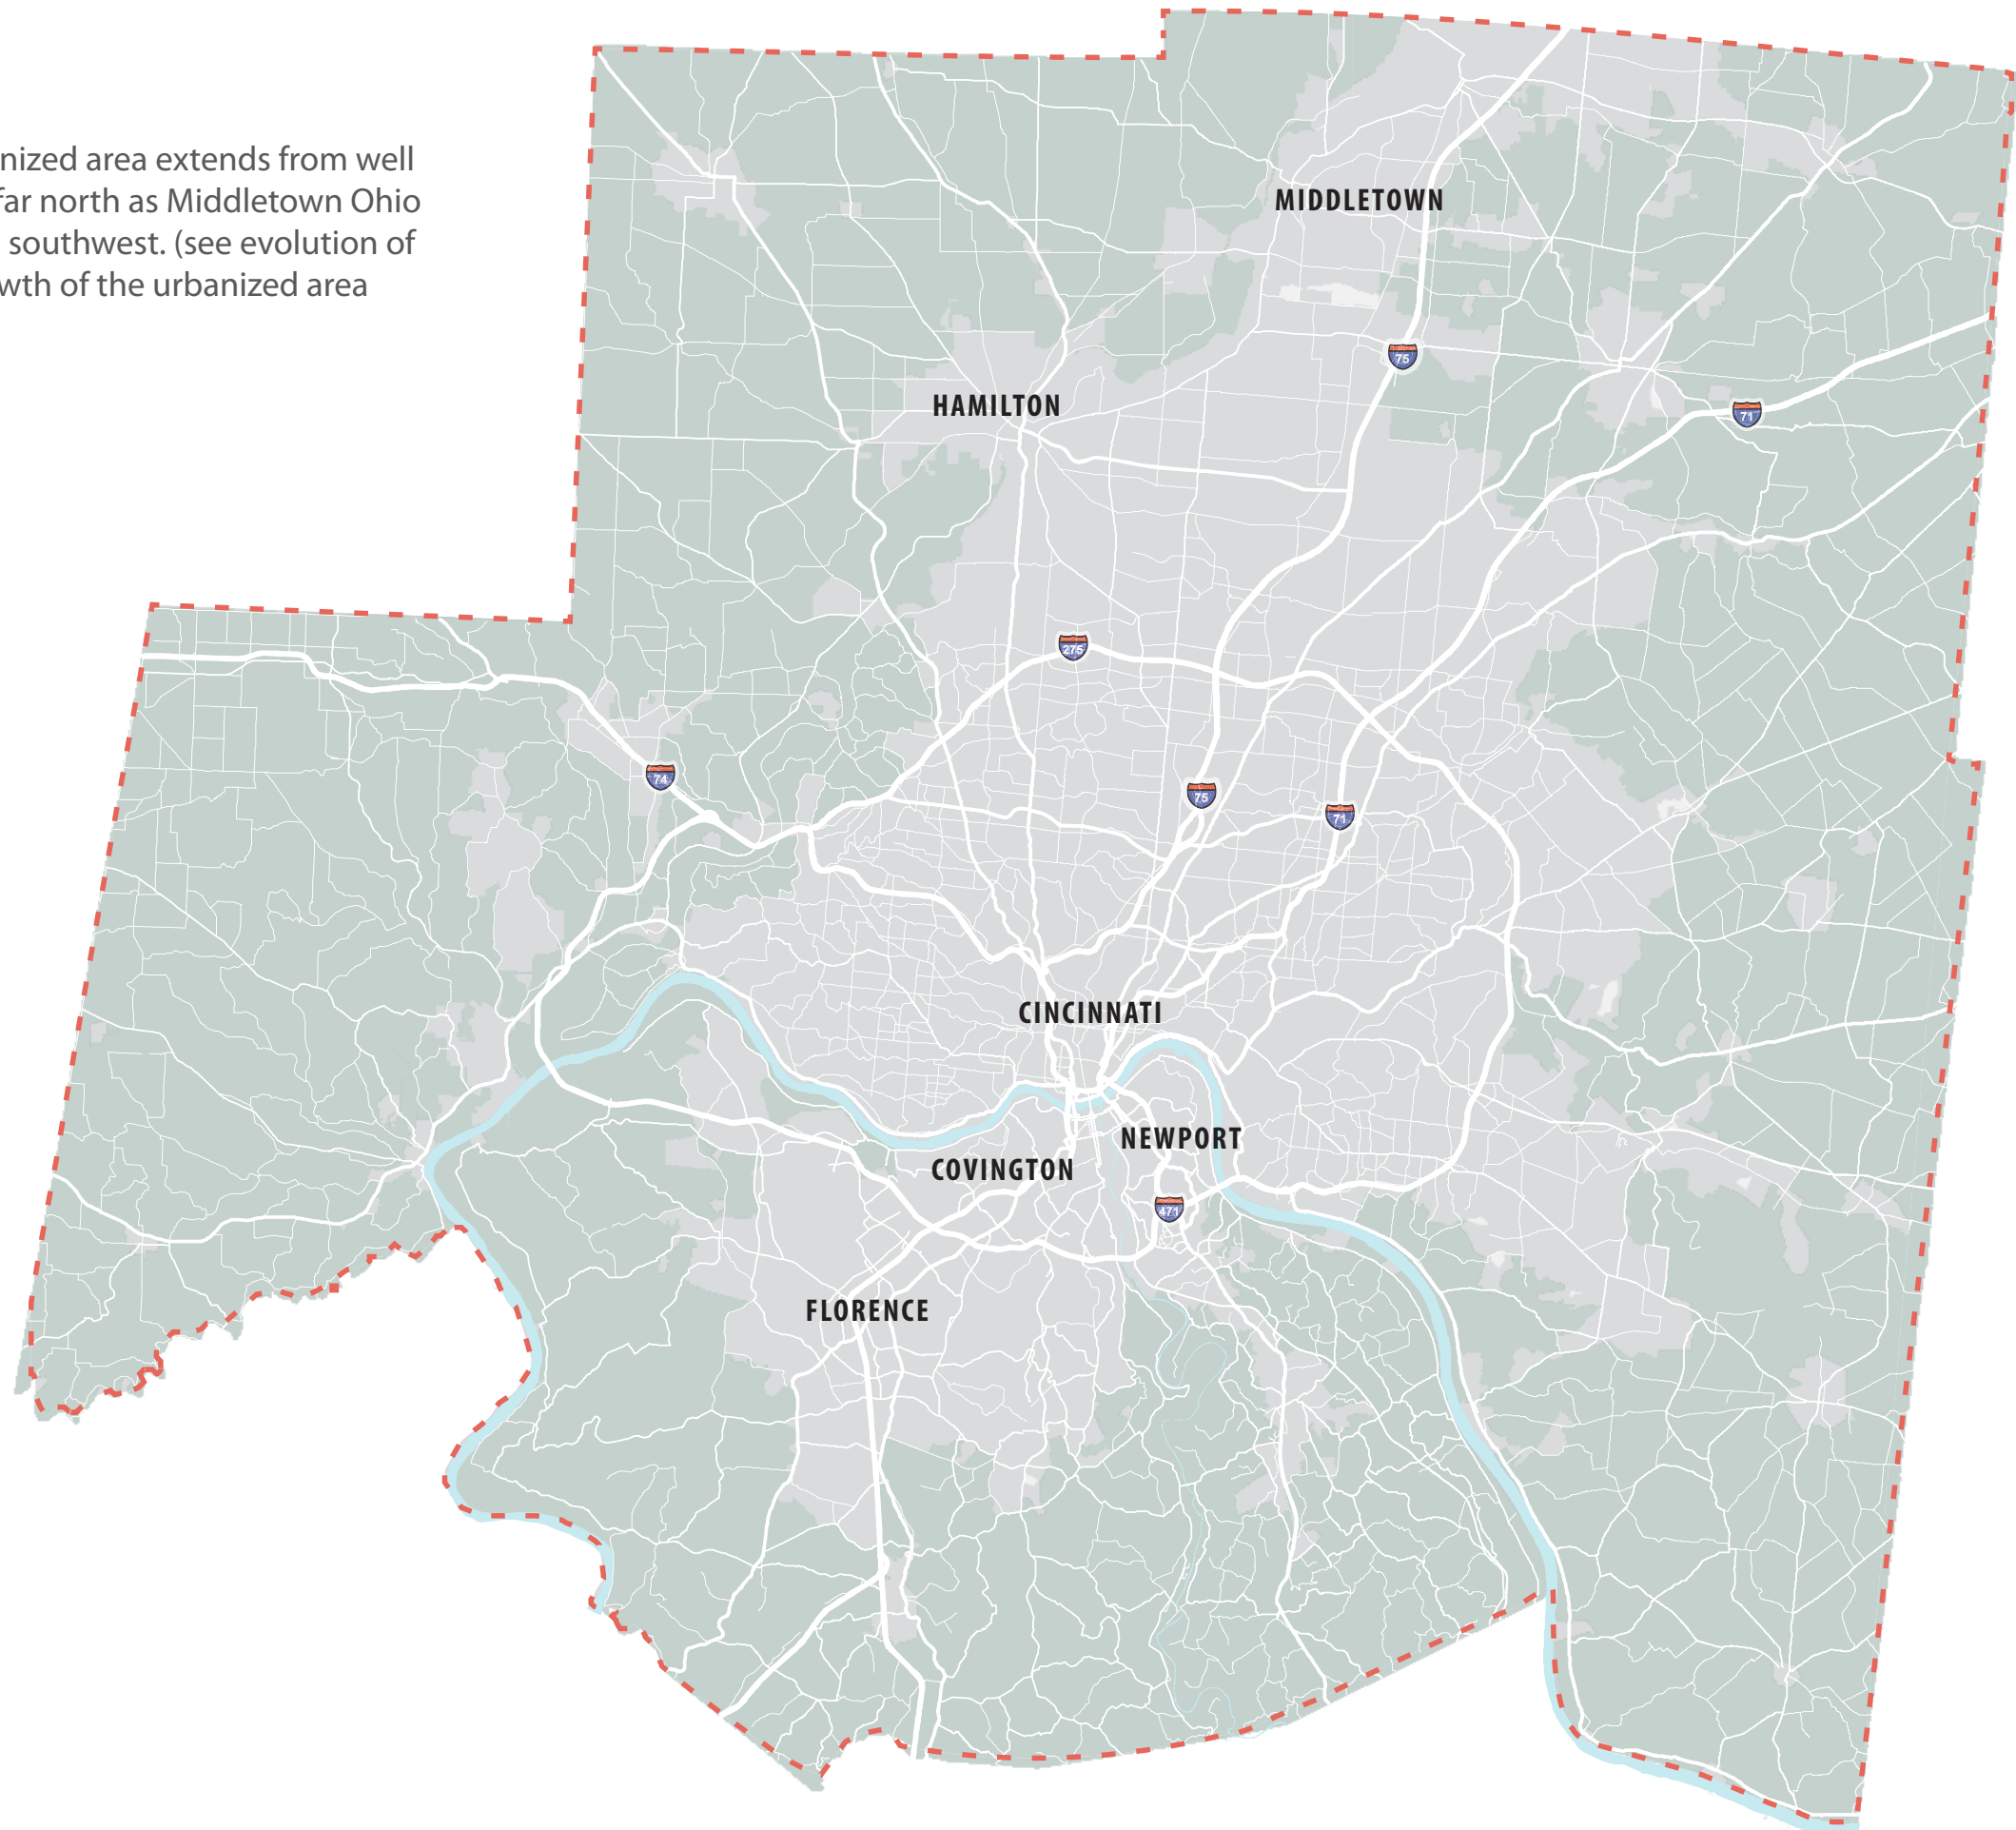 nized area extends from well
far north as Middletown Ohio
southwest. (see evolution of
wth of the urbanized area
MIDDLETOWN
75
HAMILTON
71
275
74
75
71
CINCINNATI
NEWPORT
COVINGTON
471
FLORENCE